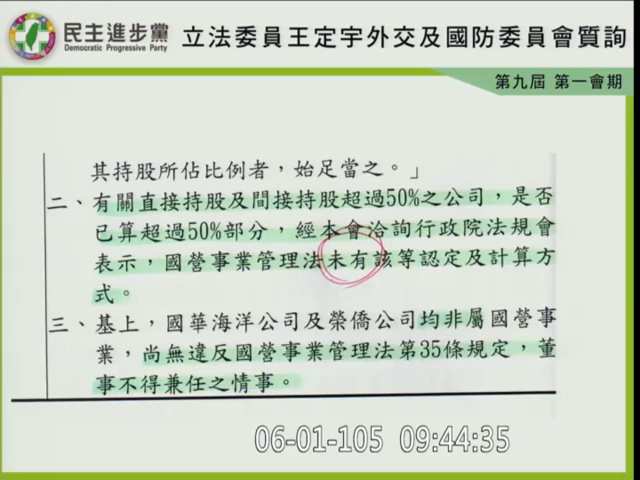 民主進步黨
Democratic Progressive Party
立法委員王定宇外交及國防委員會質詢
第九屆 第一會期
其持股所佔比例者，始足當之。」
二、有關直接持股及間接持股超過50%之公司，是否
已算超過50%部分，經本會洽詢行政院法規會
表示，國營事業管理法未有該等認定及計算方
式。
三、基上，國華海洋公司及榮僑公司均非屬國營事
業，尚無違反國營事業管理法第35條規定，董
事不得兼任之情事。
06-01-105 09:44:35